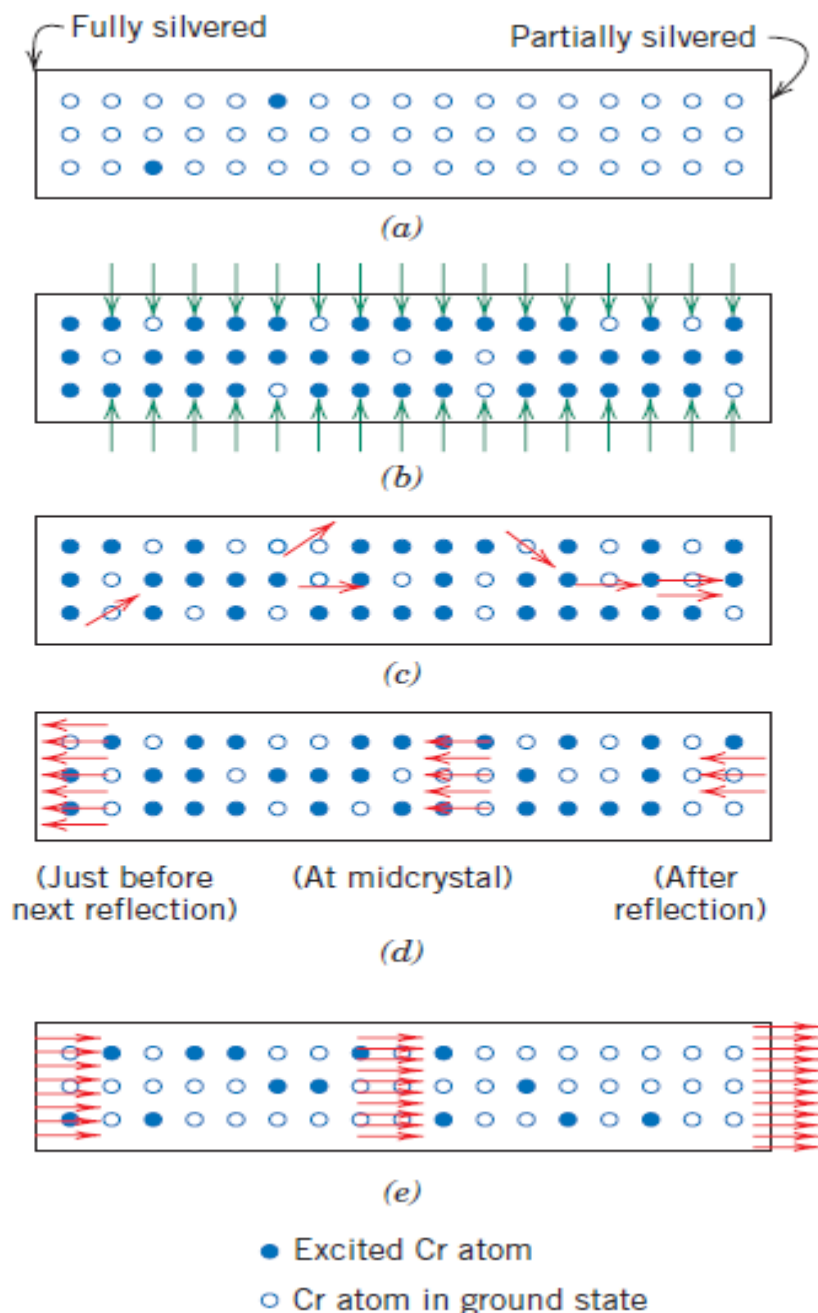 Fully silvered
Partially silvered
(a)
(b)
(c)
(Just before
next reflection)
(At midcrystal)
(After
reflection)
(d)
(e)
Excited Cr atom
Cr atom in ground state